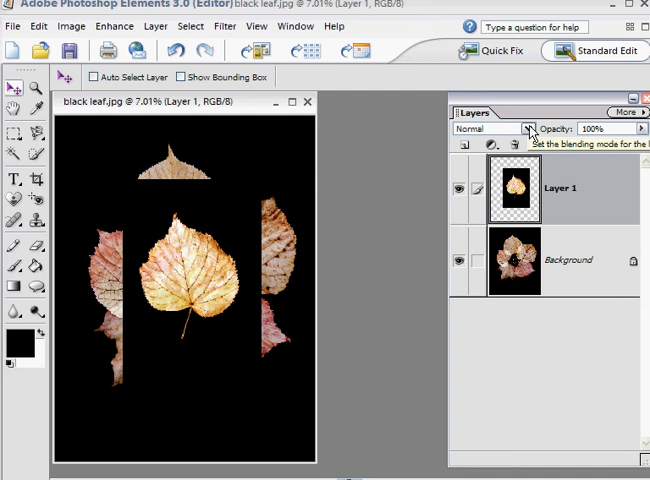 Adobe Photoshop Elements 3.0 (Editor) black leaf.jpg @ 7.01% (Layer 1, RGB/8)
File Edit Image Enhance Layer Select Filter View Window Help
Type a question for help
Quick Fix Standard Edit
Auto Select Layer Show Bounding Box
black leaf.jpg @ 7.01% (Layer 1, RGB/8)
Layers More
Normal Opacity: 100%
Set the blending mode for the
Layer 1
Background